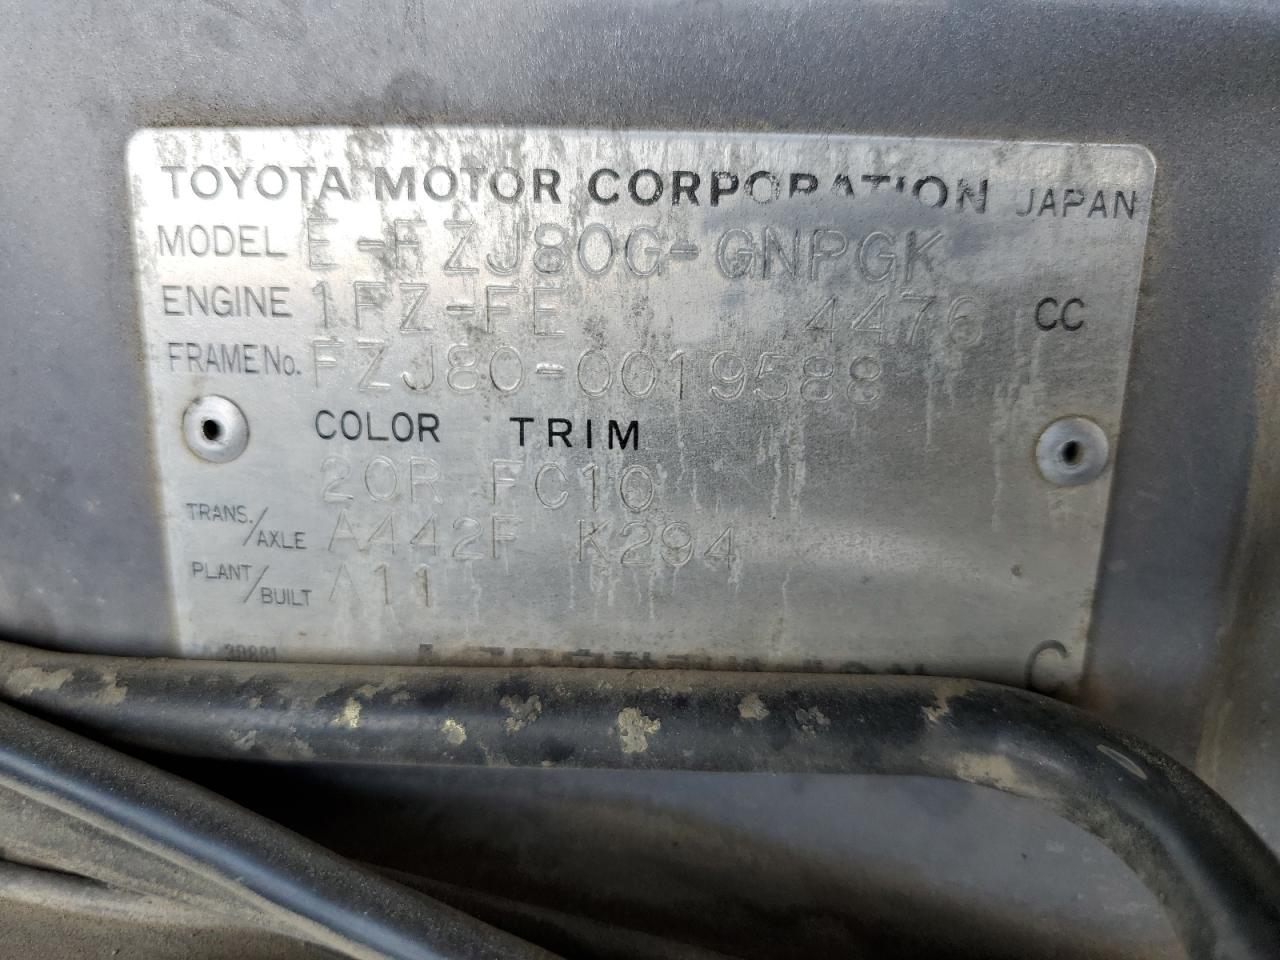 TOYOTA MOTOR CORPORATION JAPAN
MODEL E-FZJ80G-GNPGK
ENGINE 1FZ-FE 4476 CC
FRAME No. FZJ80-0019588
COLOR TRIM
20R FC10
TRANS./AXLE A442F K294
PLANT/BUILT A11
C